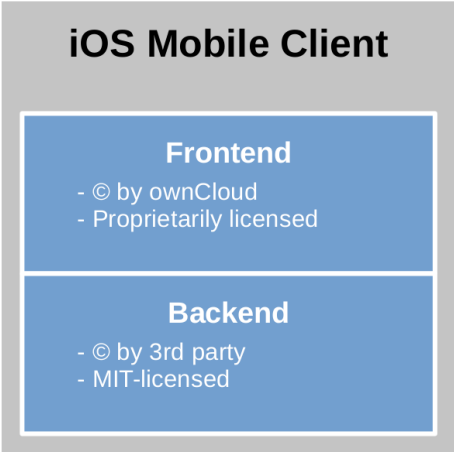 iOS Mobile Client
Frontend
- © by ownCloud
- Proprietarily licensed
Backend
- © by 3rd party
- MIT-licensed